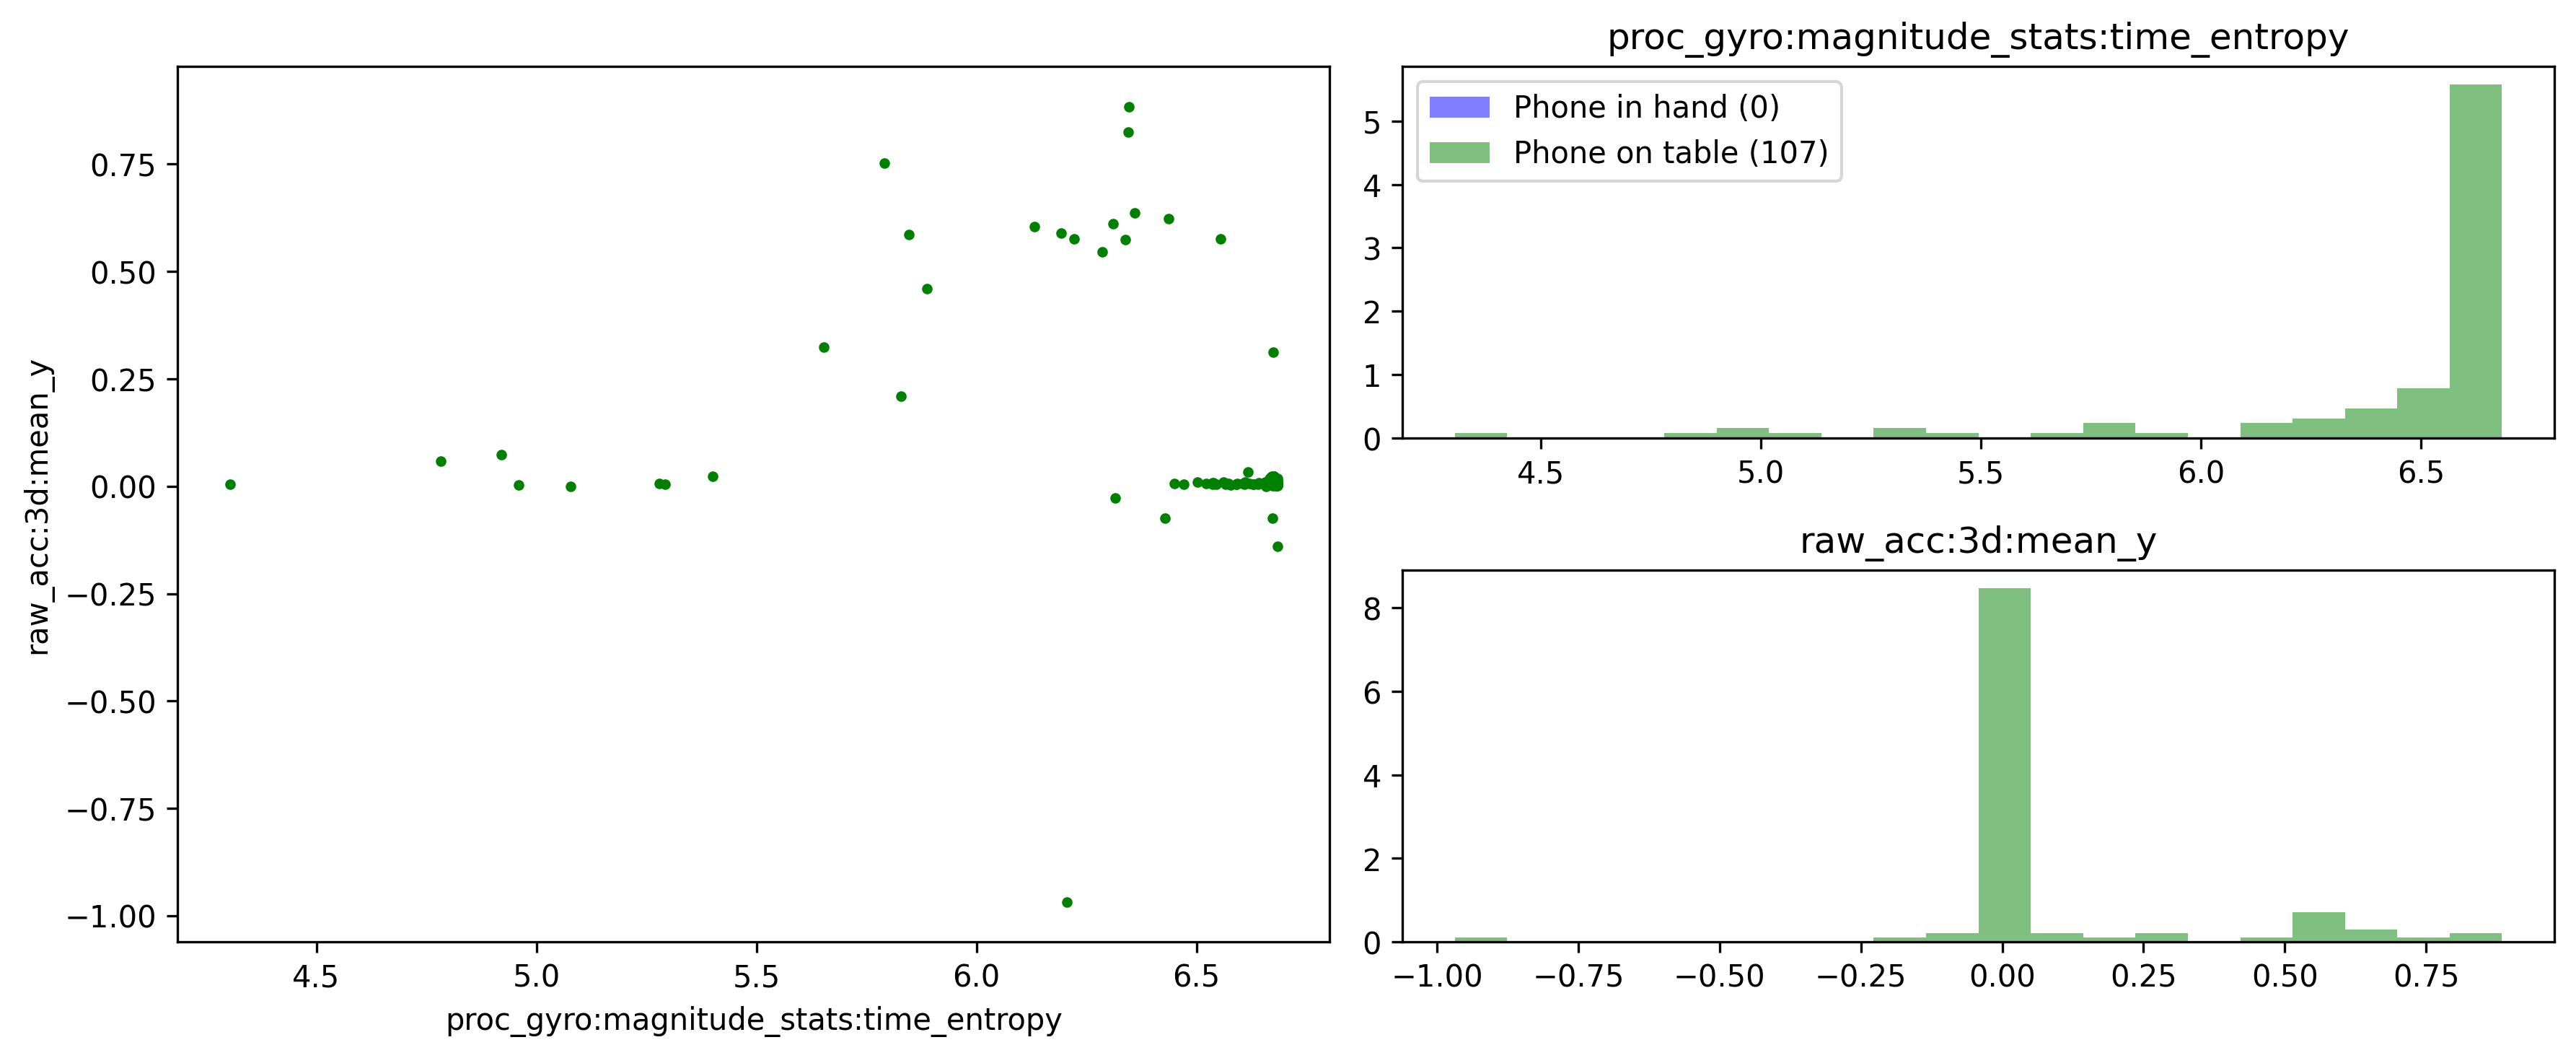 raw_acc:3d:mean_y
0.75
0.50
0.25
0.00
−0.25
−0.50
−0.75
−1.00
4.5 5.0 5.5 6.0 6.5
proc_gyro:magnitude_stats:time_entropy
proc_gyro:magnitude_stats:time_entropy
Phone in hand (0)
Phone on table (107)
5
4
3
2
1
0
4.5 5.0 5.5 6.0 6.5
raw_acc:3d:mean_y
8
6
4
2
0
−1.00 −0.75 −0.50 −0.25 0.00 0.25 0.50 0.75